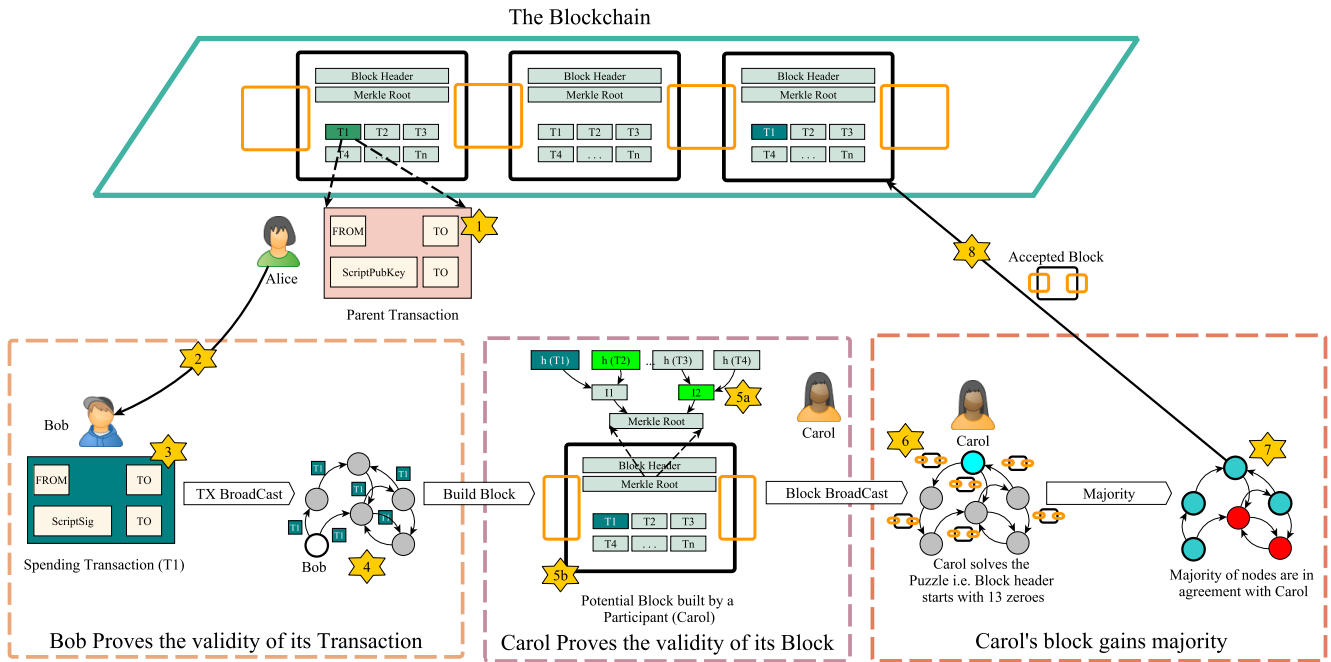 The Blockchain
Block Header
Merkle Root
T1 T2 T3
T4 . . . Tn
Block Header
Merkle Root
T1 T2 T3
T4 . . . Tn
Block Header
Merkle Root
T1 T2 T3
T4 . . . Tn
FROM TO
1
ScriptPubKey TO
Parent Transaction
Alice
8
Accepted Block
2
Bob
3
FROM TO
ScriptSig TO
Spending Transaction (T1)
TX BroadCast
T1
T1
T1
T1
T1
T1
Bob
4
Bob Proves the validity of its Transaction
Build Block
h (T1) h (T2) ... h (T3) h (T4)
I1 I2
5a
Merkle Root
Carol
Block Header
Merkle Root
T1 T2 T3
T4 . . . Tn
5b
Potential Block built by a
Participant (Carol)
Carol Proves the validity of its Block
Block BroadCast
6
Carol
Carol solves the
Puzzle i.e. Block header
starts with 13 zeroes
Majority
7
Majority of nodes are in
agreement with Carol
Carol's block gains majority